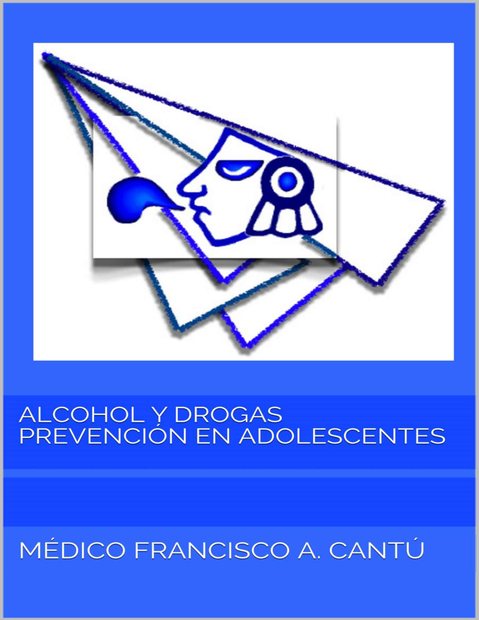 ALCOHOL Y DROGAS
PREVENCIÓN EN ADOLESCENTES
MÉDICO FRANCISCO A. CANTÚ